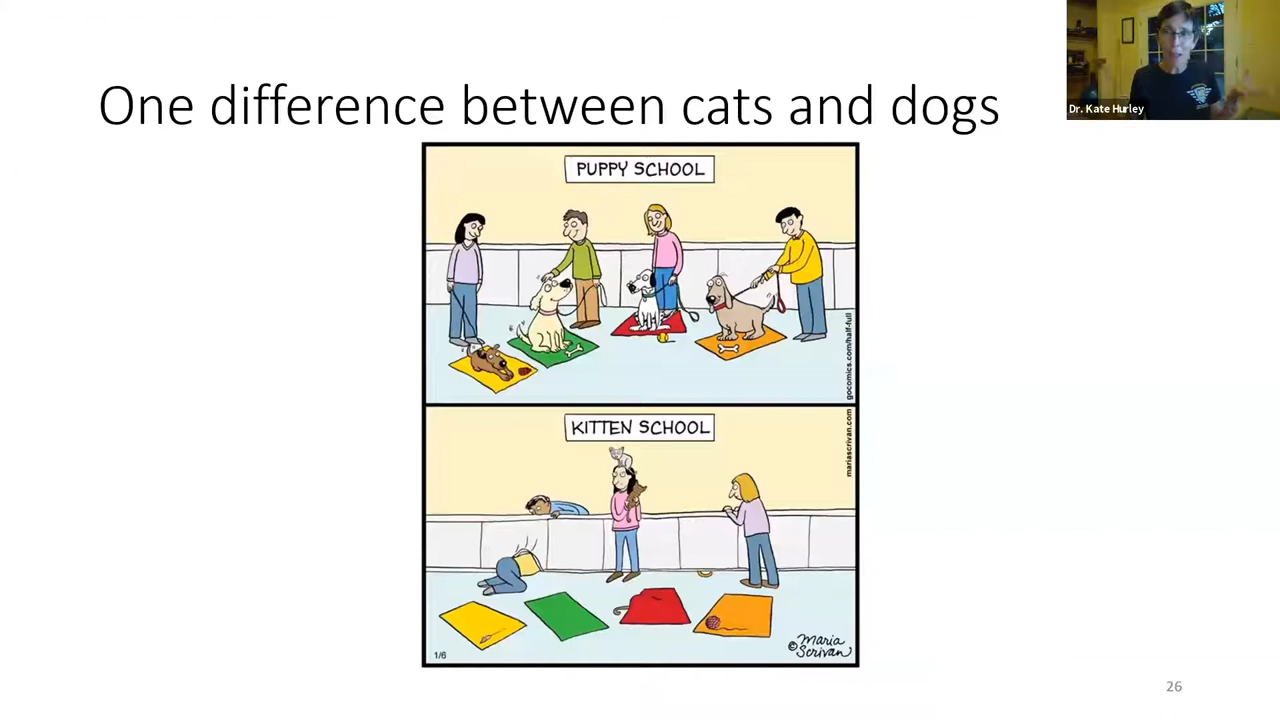 Dr. Kate Hurley
One difference between cats and dogs
PUPPY SCHOOL
gocomics.com/half-full
KITTEN SCHOOL
mariascrivan.com
©Maria
Scrivan
1/6
26